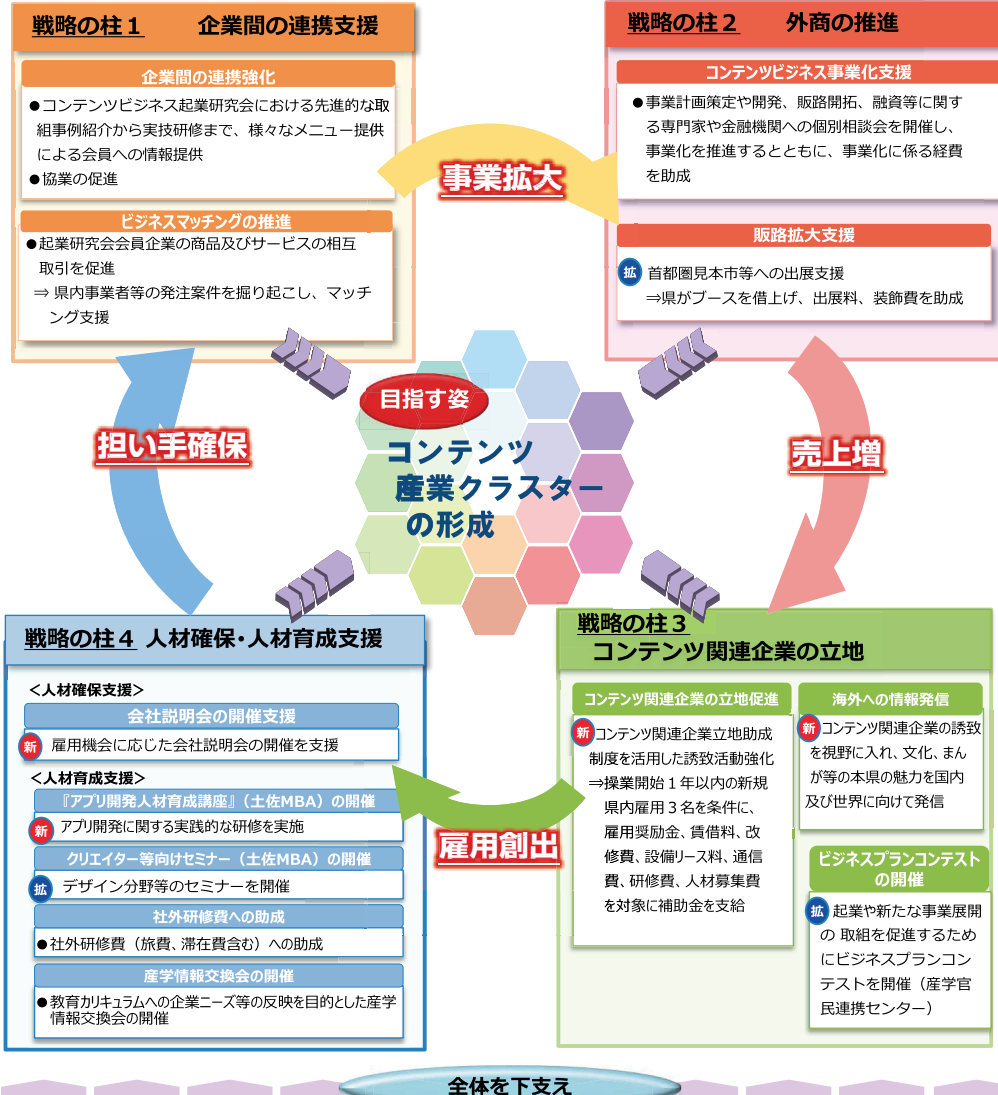 戦略の柱１ 企業間の連携支援
企業間の連携強化
●コンテンツビジネス起業研究会における先進的な取
組事例紹介から実技研修まで、様々なメニュー提供
による会員への情報提供
●協業の促進
ビジネスマッチングの推進
●起業研究会会員企業の商品及びサービスの相互
取引を促進
⇒ 県内事業者等の発注案件を掘り起こし、マッチ
ング支援
事業拡大
戦略の柱２ 外商の推進
コンテンツビジネス事業化支援
●事業計画策定や開発、販路開拓、融資等に関す
る専門家や金融機関への個別相談会を開催し、
事業化を推進するとともに、事業化に係る経費
を助成
販路拡大支援
拡 首都圏見本市等への出展支援
⇒県がブースを借上げ、出展料、装飾費を助成
担い手確保
目指す姿
コンテンツ
産業クラスター
の形成
売上増
戦略の柱４ 人材確保・人材育成支援
＜人材確保支援＞
会社説明会の開催支援
新 雇用機会に応じた会社説明会の開催を支援
＜人材育成支援＞
『アプリ開発人材育成講座』（土佐MBA）の開催
新 アプリ開発に関する実践的な研修を実施
クリエイター等向けセミナー（土佐MBA）の開催
拡 デザイン分野等のセミナーを開催
社外研修費への助成
●社外研修費（旅費、滞在費含む）への助成
産学情報交換会の開催
●教育カリキュラムへの企業ニーズ等の反映を目的とした産学
情報交換会の開催
雇用創出
戦略の柱３
コンテンツ関連企業の立地
コンテンツ関連企業の立地促進
新 コンテンツ関連企業立地助成
制度を活用した誘致活動強化
⇒操業開始１年以内の新規
県内雇用３名を条件に、
雇用奨励金、賃借料、改
修費、設備リース料、通信
費、研修費、人材募集費
を対象に補助金を支給
海外への情報発信
新 コンテンツ関連企業の誘致
を視野に入れ、文化、まん
が等の本県の魅力を国内
及び世界に向けて発信
ビジネスプランコンテスト
の開催
拡 起業や新たな事業展開
の 取組を促進するため
にビジネスプランコン
テストを開催（産学官
民連携センター）
全体を下支え